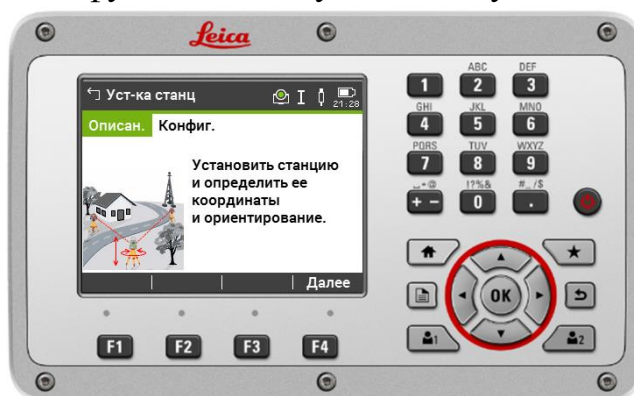 Leica
Уст-ка станц
I
21:28
Описан. Конфиг.
Установить станцию
и определить ее
координаты
и ориентирование.
Далее
F1 F2 F3 F4
ABC DEF
1 2 3
GHI JKL MNO
4 5 6
PQRS TUV WXYZ
7 8 9
␣*@ !?%& #_/$
+ - 0 .
OK
1 2